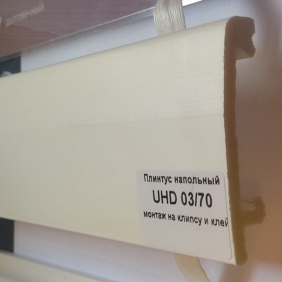 Плинтус напольный
UHD 03/70
монтаж на клипсу и клей